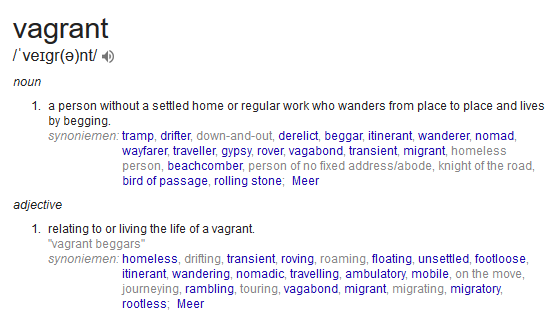 vagrant
/ˈveɪɡr(ə)nt/
noun
1. a person without a settled home or regular work who wanders from place to place and lives
by begging.
synoniemen: tramp, drifter, down-and-out, derelict, beggar, itinerant, wanderer, nomad,
wayfarer, traveller, gypsy, rover, vagabond, transient, migrant, homeless
person, beachcomber, person of no fixed address/abode, knight of the road,
bird of passage, rolling stone; Meer
adjective
1. relating to or living the life of a vagrant.
"vagrant beggars"
synoniemen: homeless, drifting, transient, roving, roaming, floating, unsettled, footloose,
itinerant, wandering, nomadic, travelling, ambulatory, mobile, on the move,
journeying, rambling, touring, vagabond, migrant, migrating, migratory,
rootless; Meer